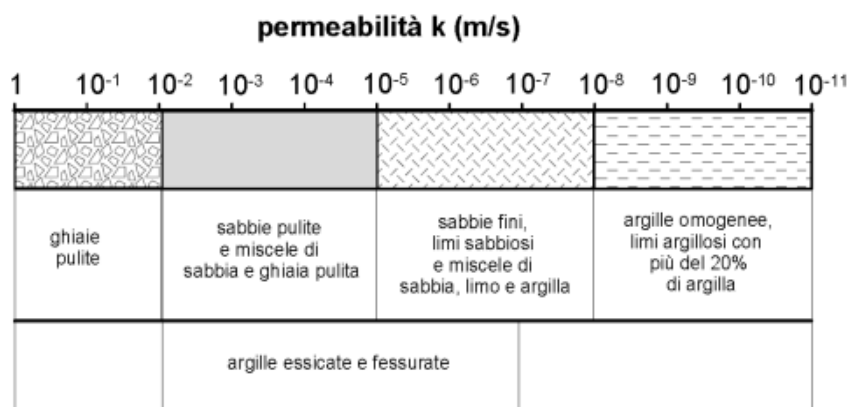 permeabilità k (m/s)
1 10-1 10-2 10-3 10-4 10-5 10-6 10-7 10-8 10-9 10-10 10-11
ghiaie
pulite
sabbie pulite
e miscele di
sabbia e ghiaia pulita
sabbie fini,
limi sabbiosi
e miscele di
sabbia, limo e argilla
argille omogenee,
limi argillosi con
più del 20%
di argilla
argille essicate e fessurate